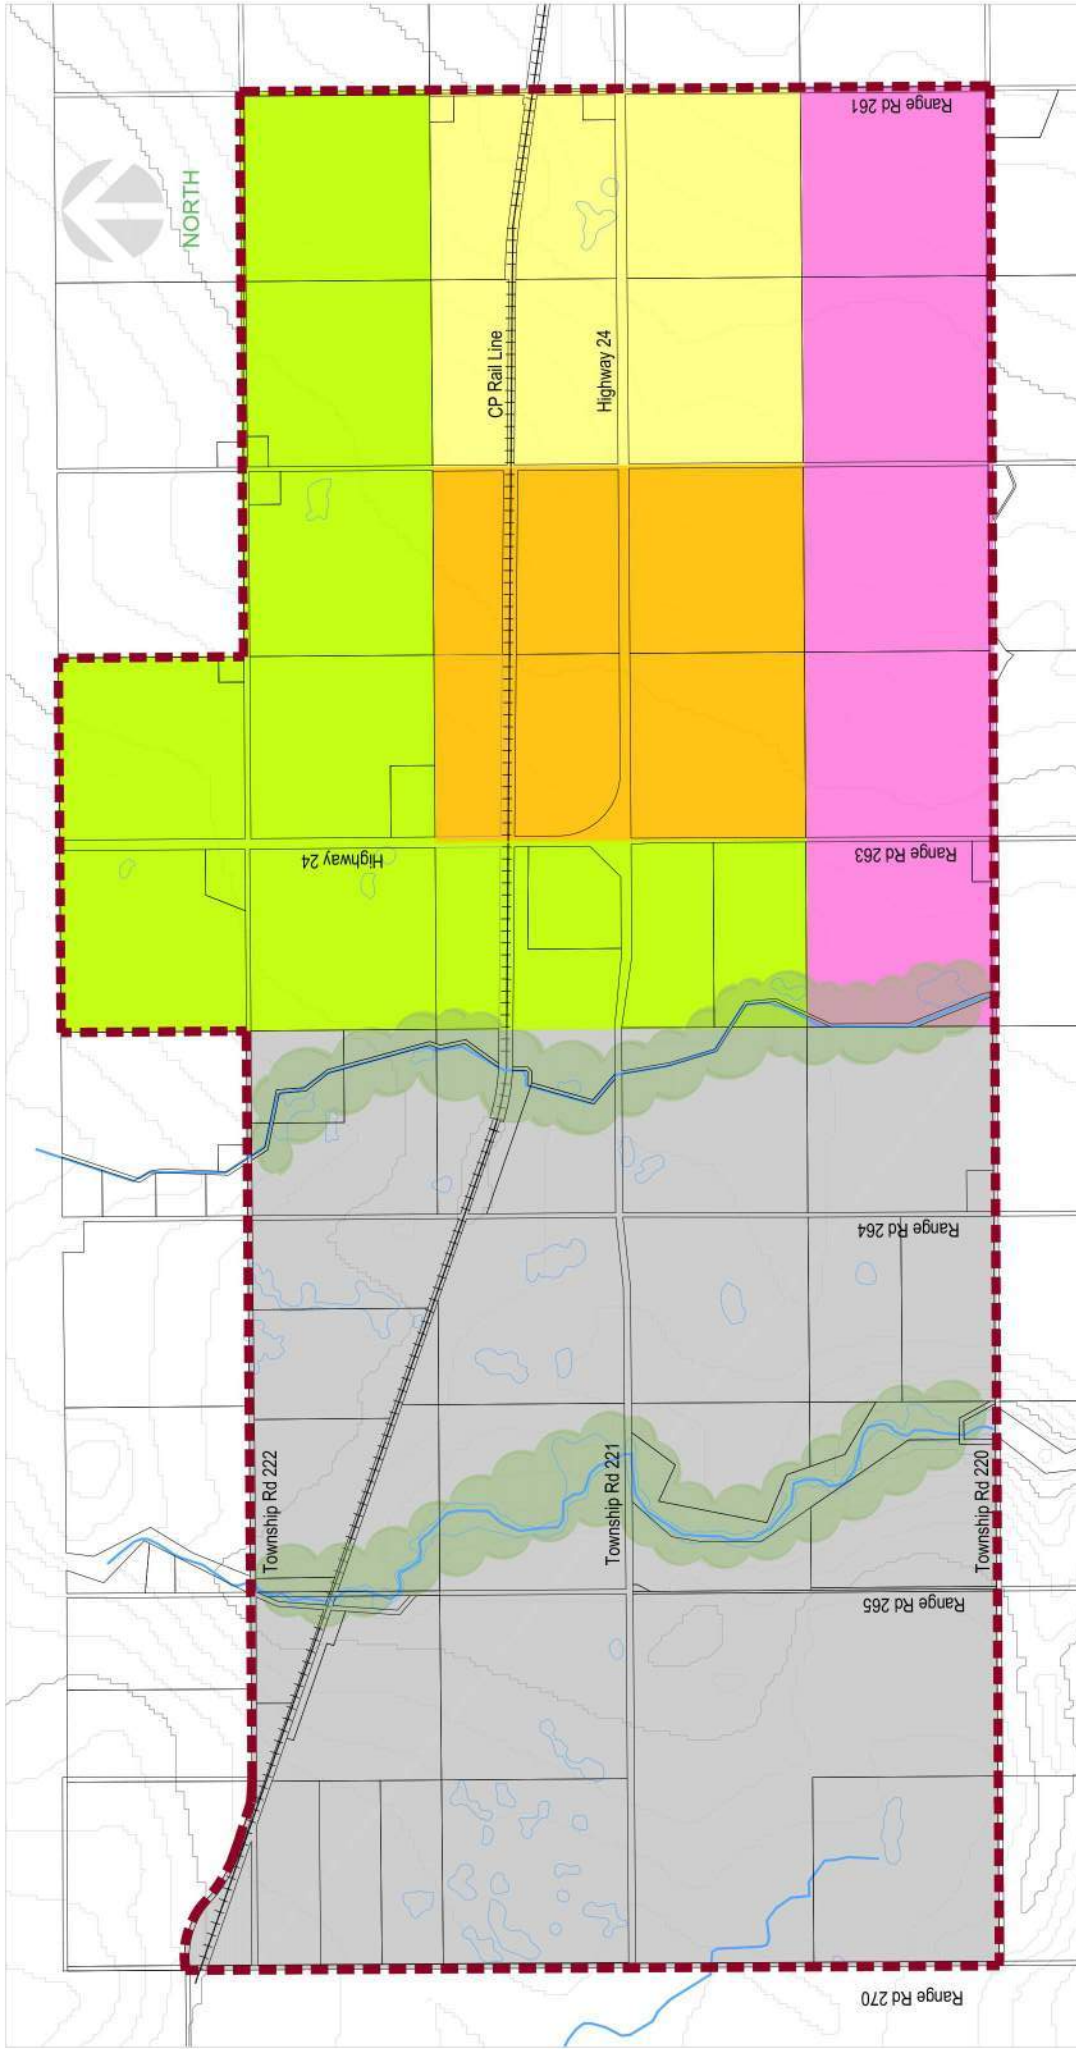 Range Rd 261
NORTH
CP Rail Line
Highway 24
Highway 24
Range Rd 263
Range Rd 264
Township Rd 222
Township Rd 221
Township Rd 220
Range Rd 265
Range Rd 270